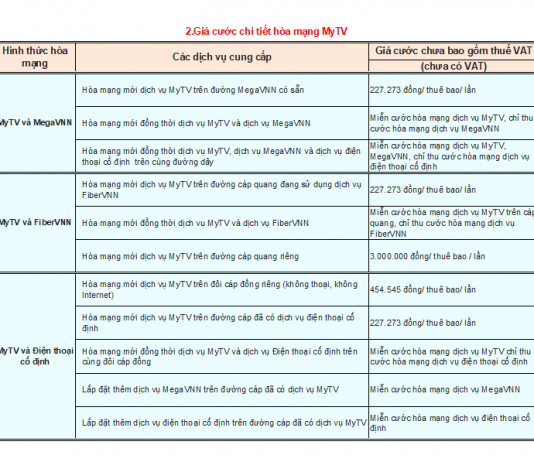 2.Giá cước chi tiết hòa mạng MyTV
Hình thức hòa
mạng
Các dịch vụ cung cấp
Giá cước chưa bao gồm thuế VAT
(chưa có VAT)
MyTV và MegaVNN
Hòa mạng mới dịch vụ MyTV trên đường MegaVNN có sẵn
227.273 đồng/ thuê bao/ lần
Hòa mạng mới đồng thời dịch vụ MyTV và dịch vụ MegaVNN
Miễn cước hòa mạng dịch vụ MyTV, chỉ thu
cước hòa mạng dịch vụ MegaVNN
Hòa mạng mới đồng thời dịch vụ MyTV, dịch vụ MegaVNN và dịch vụ điện
thoại cố định trên cùng đường dây
Miễn cước hòa mạng dịch vụ MyTV,
MegaVNN, chỉ thu cước hòa mạng dịch vụ
điện thoại cố định
MyTV và FiberVNN
Hòa mạng mới dịch vụ MyTV trên đường cáp quang đang sử dụng dịch vụ
FiberVNN
227.273 đồng/ thuê bao/ lần
Hòa mạng mới đồng thời dịch vụ MyTV và dịch vụ FiberVNN
Miễn cước hòa mạng dịch vụ MyTV trên cáp
quang, chỉ thu cước hòa mạng dịch vụ
FiberVNN
Hòa mạng mới dịch vụ MyTV trên đường cáp quang riêng
3.000.000 đồng/ thuê bao / lần
MyTV và Điện thoại
cố định
Hòa mạng mới dịch vụ MyTV trên đôi cáp đồng riêng (không thoại, không
Internet)
454.545 đồng/ thuê bao/ lần
Hòa mạng mới dịch vụ MyTV trên đường cáp đã có dịch vụ điện thoại cố
định
227.273 đồng/ thuê bao/ lần
Hòa mạng mới đồng thời dịch vụ MyTV và dịch vụ Điện thoại cố định trên
cùng đôi cáp đồng
Miễn cước hòa mạng dịch vụ MyTV chỉ thu
cước hòa mạng dịch vụ điện thoại cố định
Lắp đặt thêm dịch vụ MegaVNN trên đường cáp đã có dịch vụ MyTV
Miễn cước hòa mạng dịch vụ MegaVNN
Lắp đặt thêm dịch vụ điện thoại cố định trên đường cáp đã có dịch vụ MyTV
Miễn cước hòa mạng dịch vụ điện thoại cố
định